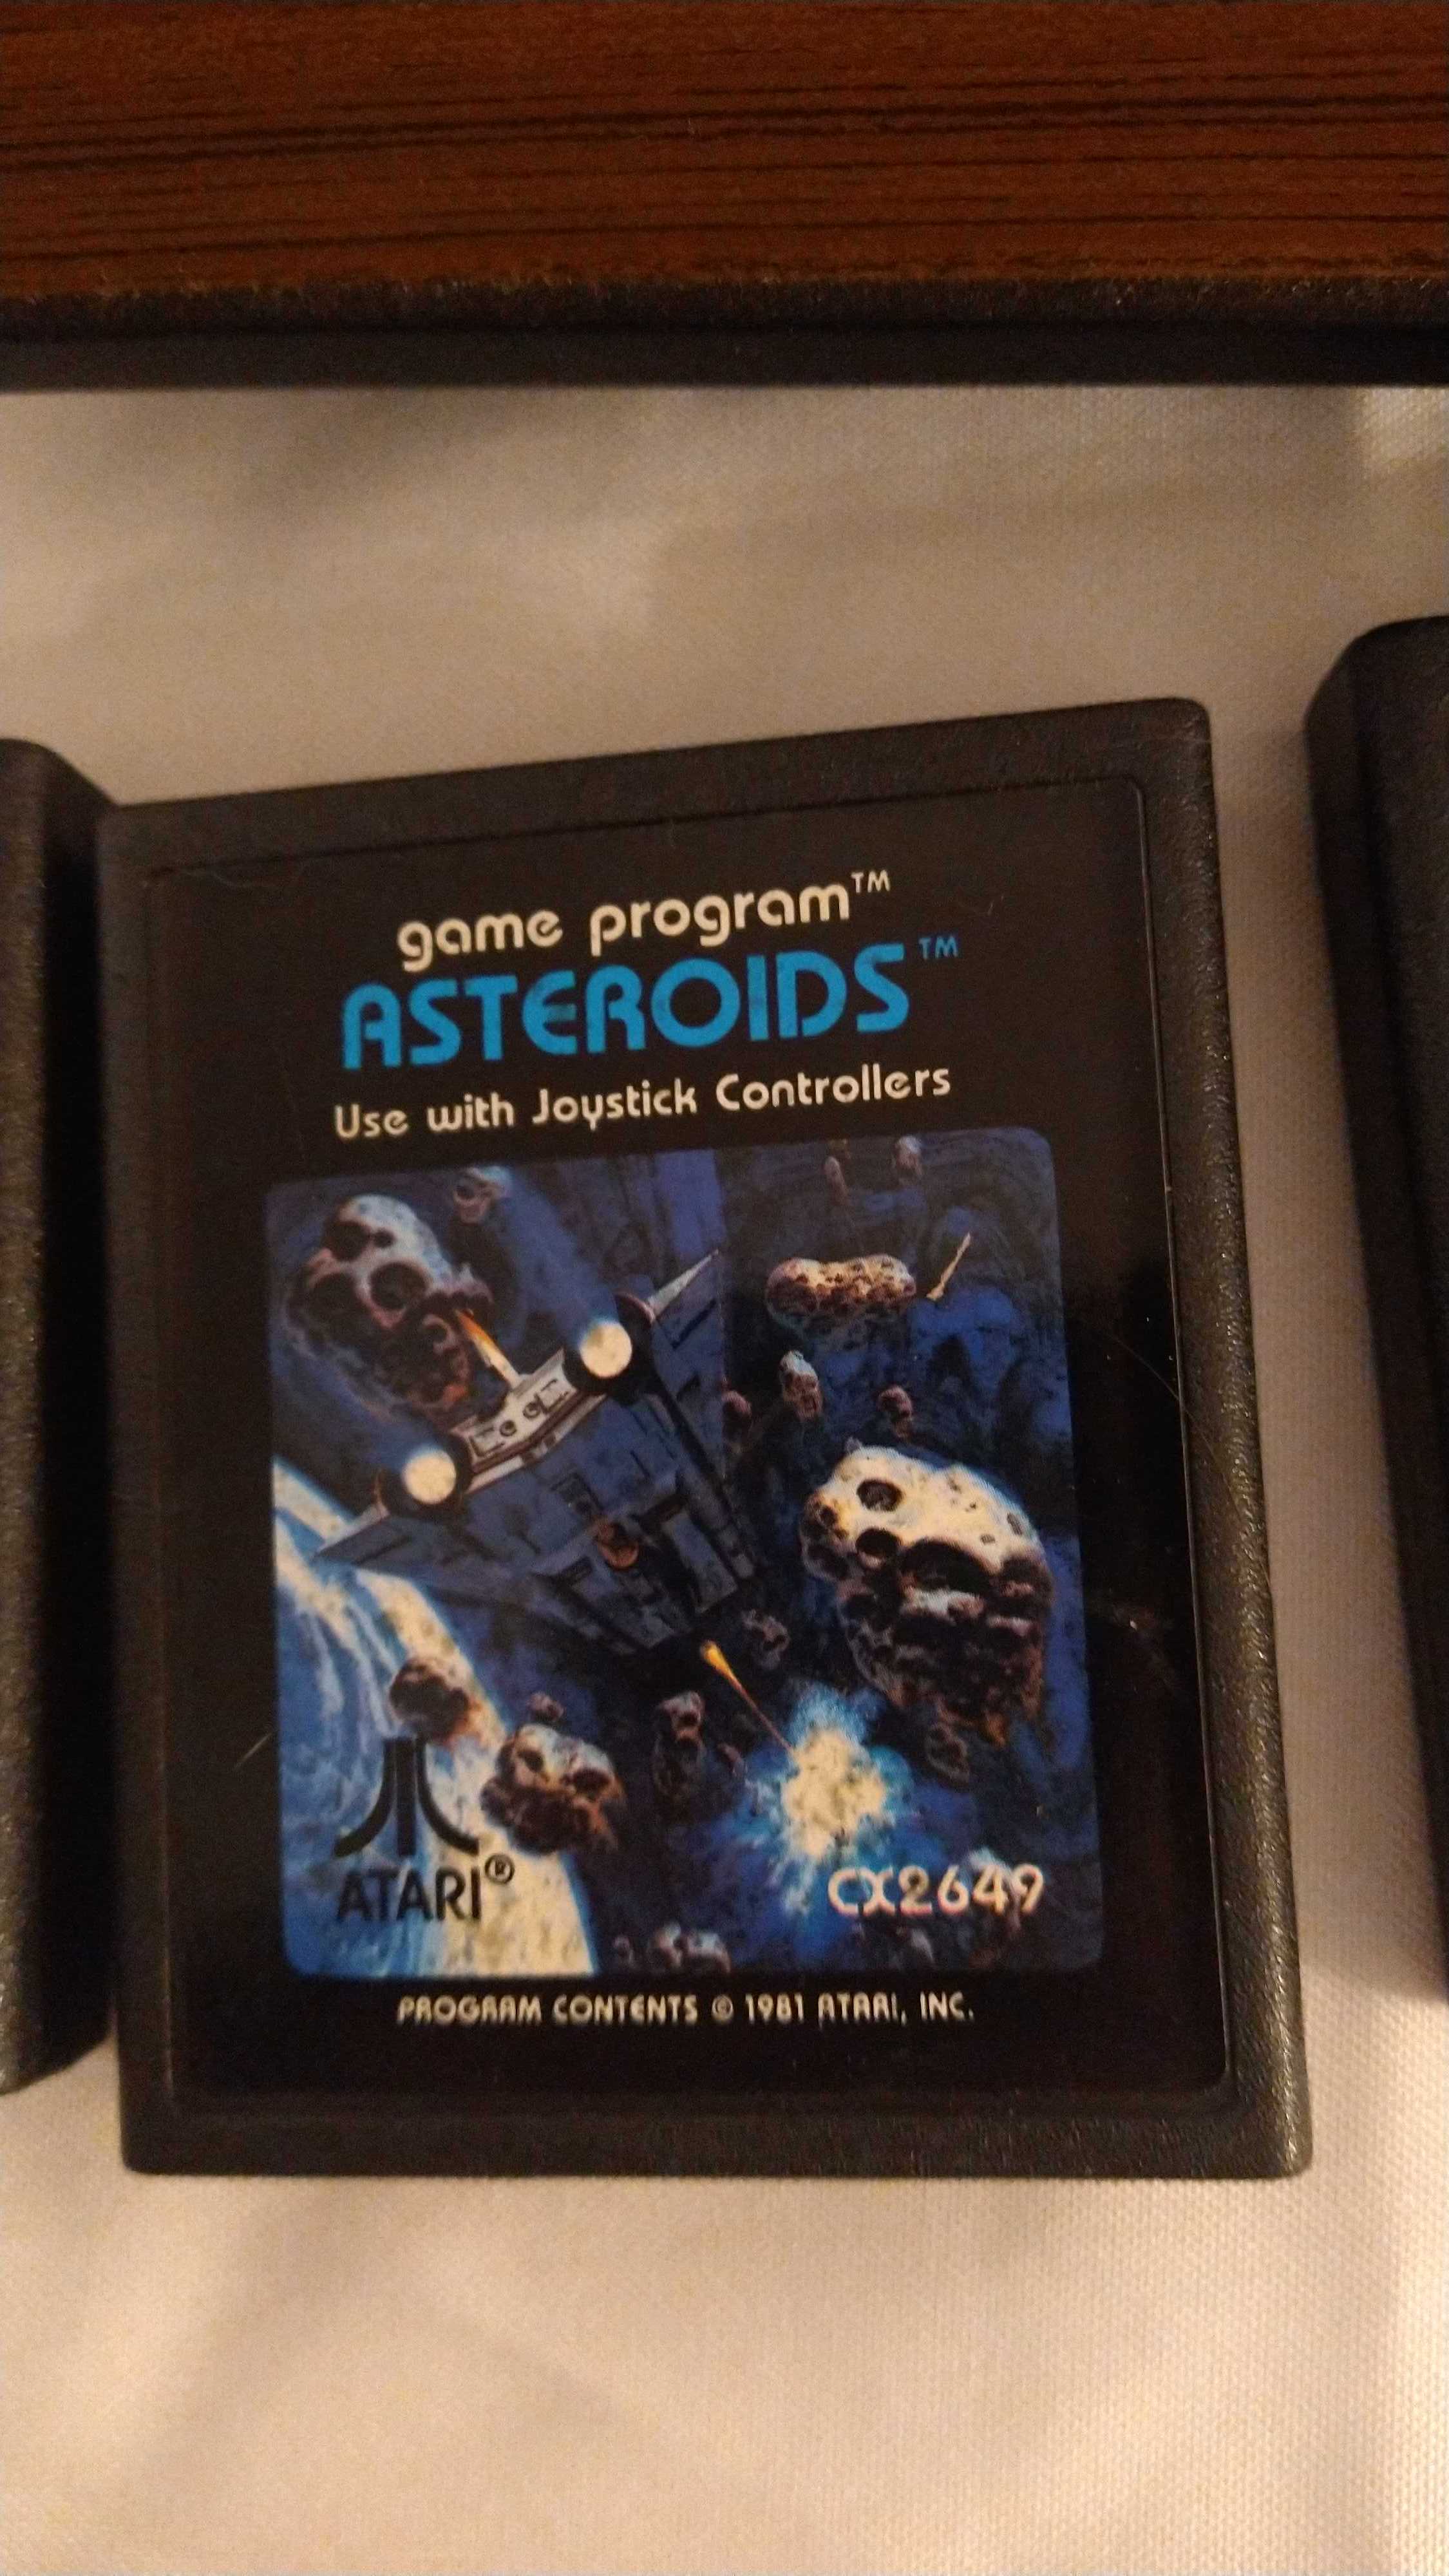 game program™
ASTEROIDS™
Use with Joystick Controllers
ATARI®
CX2649
PROGRAM CONTENTS © 1981 ATARI, INC.